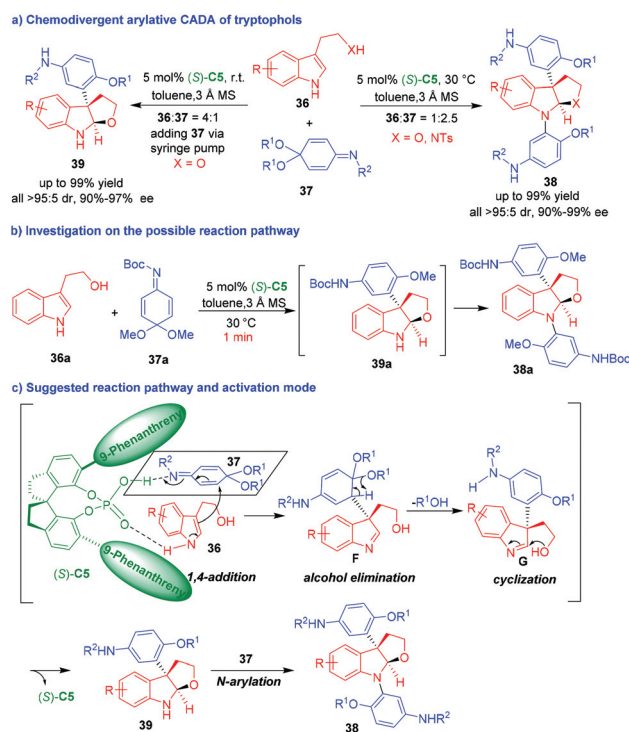 a) Chemodivergent arylative CADA of tryptophols
H
N
R²
OR¹
R
N
H
H
O
39
up to 99% yield
all >95:5 dr, 90%-97% ee
5 mol% (S)-C5, r.t.
toluene,3 Å MS
36:37 = 4:1
adding 37 via
syringe pump
X = O
XH
R
N
H
36
+
R¹O
R¹O
N
R²
37
5 mol% (S)-C5, 30 °C
toluene,3 Å MS
36:37 = 1:2.5
X = O, NTs
H
N
R²
OR¹
R
X
N
H
R¹O
R²
N
H
38
up to 99% yield
all >95:5 dr, 90%-99% ee
b) Investigation on the possible reaction pathway
OH
N
H
36a
+
BocN
MeO OMe
37a
5 mol% (S)-C5
toluene,3 Å MS
30 °C
1 min
BocHN
OMe
O
N
H
H
39a
BocHN
OMe
O
N
H
MeO
NHBoc
38a
c) Suggested reaction pathway and activation mode
9-Phenanthreny
O
P
O
O
O
H
9-Phenanthreny
(S)-C5
R²
N
37
OR¹
OR¹
R
OH
N
H
36
1,4-addition
OR¹
OR¹
H
R²HN
R
OH
N
F
alcohol elimination
-R¹OH
R²
N
H
OR¹
R
N
HO
G
cyclization
(S)-C5
R²HN
OR¹
R
O
N
H
H
39
37
N-arylation
R²HN
OR¹
R
O
N
H
R¹O
NHR²
38